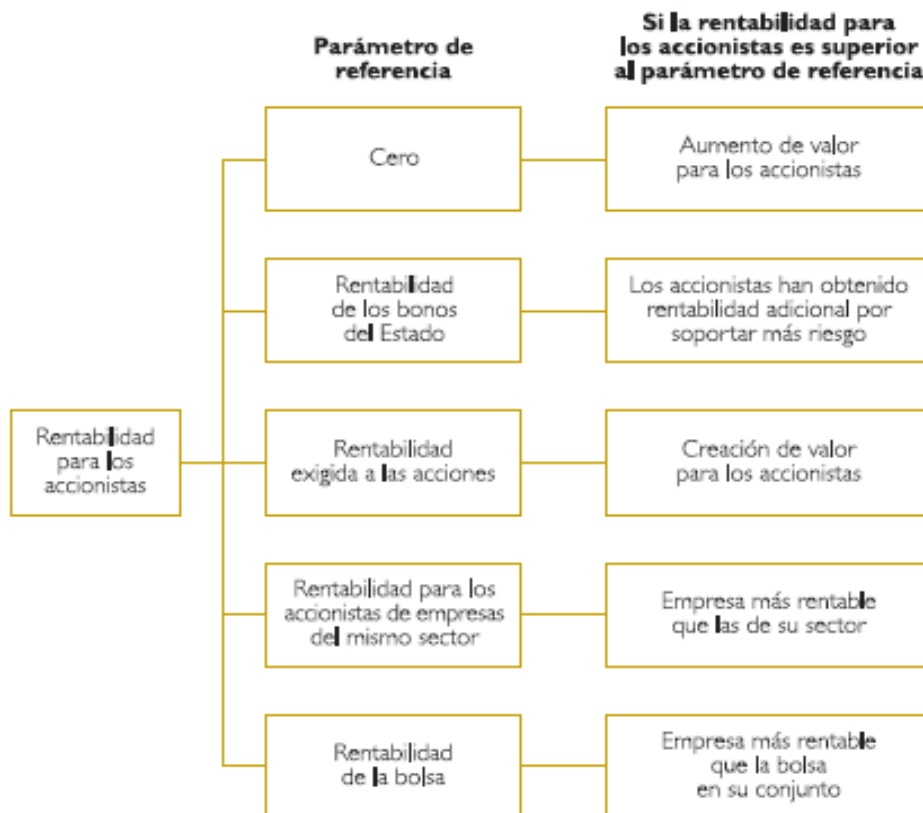 Parámetro de
referencia
Si la rentabilidad para
los accionistas es superior
al parámetro de referencia
Rentabilidad
para los
accionistas
Cero
Aumento de valor
para los accionistas
Rentabilidad
de los bonos
del Estado
Los accionistas han obtenido
rentabilidad adicional por
soportar más riesgo
Rentabilidad
exigida a las acciones
Creación de valor
para los accionistas
Rentabilidad para los
accionistas de empresas
del mismo sector
Empresa más rentable
que las de su sector
Rentabilidad
de la bolsa
Empresa más rentable
que la bolsa
en su conjunto